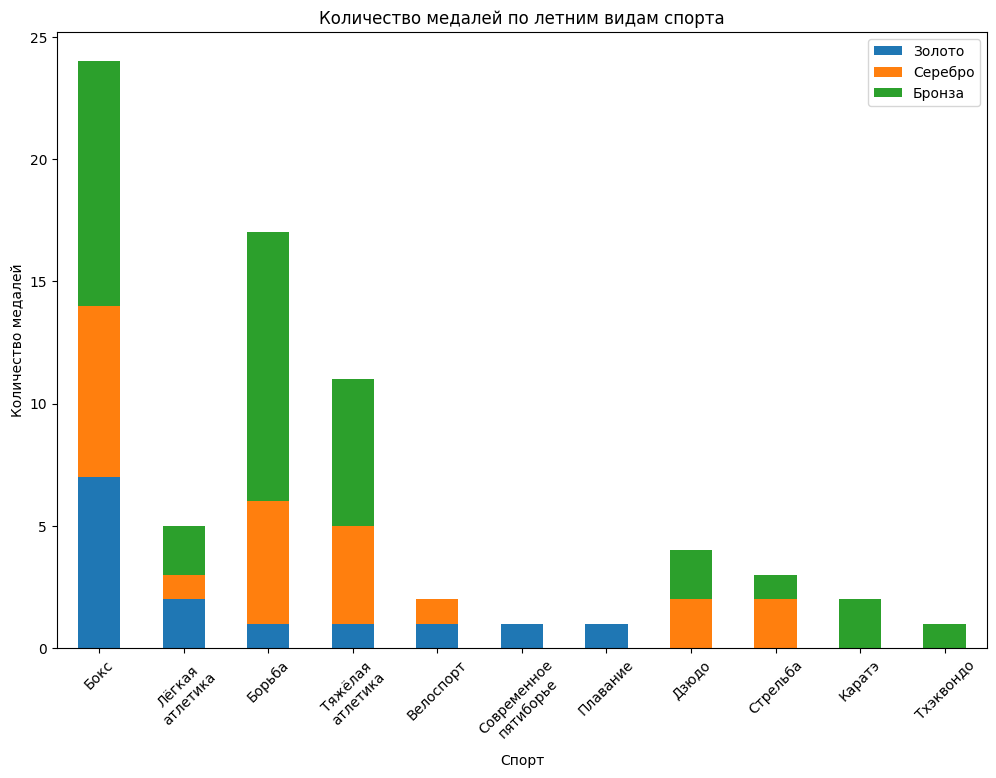 Количество медалей по летним видам спорта
Золото
Серебро
Бронза
Количество медалей
25
20
15
10
5
0
Бокс
Лёгкая
атлетика
Борьба
Тяжёлая
атлетика
Велоспорт
Современное
пятиборье
Плавание
Дзюдо
Стрельба
Каратэ
Тхэквондо
Спорт